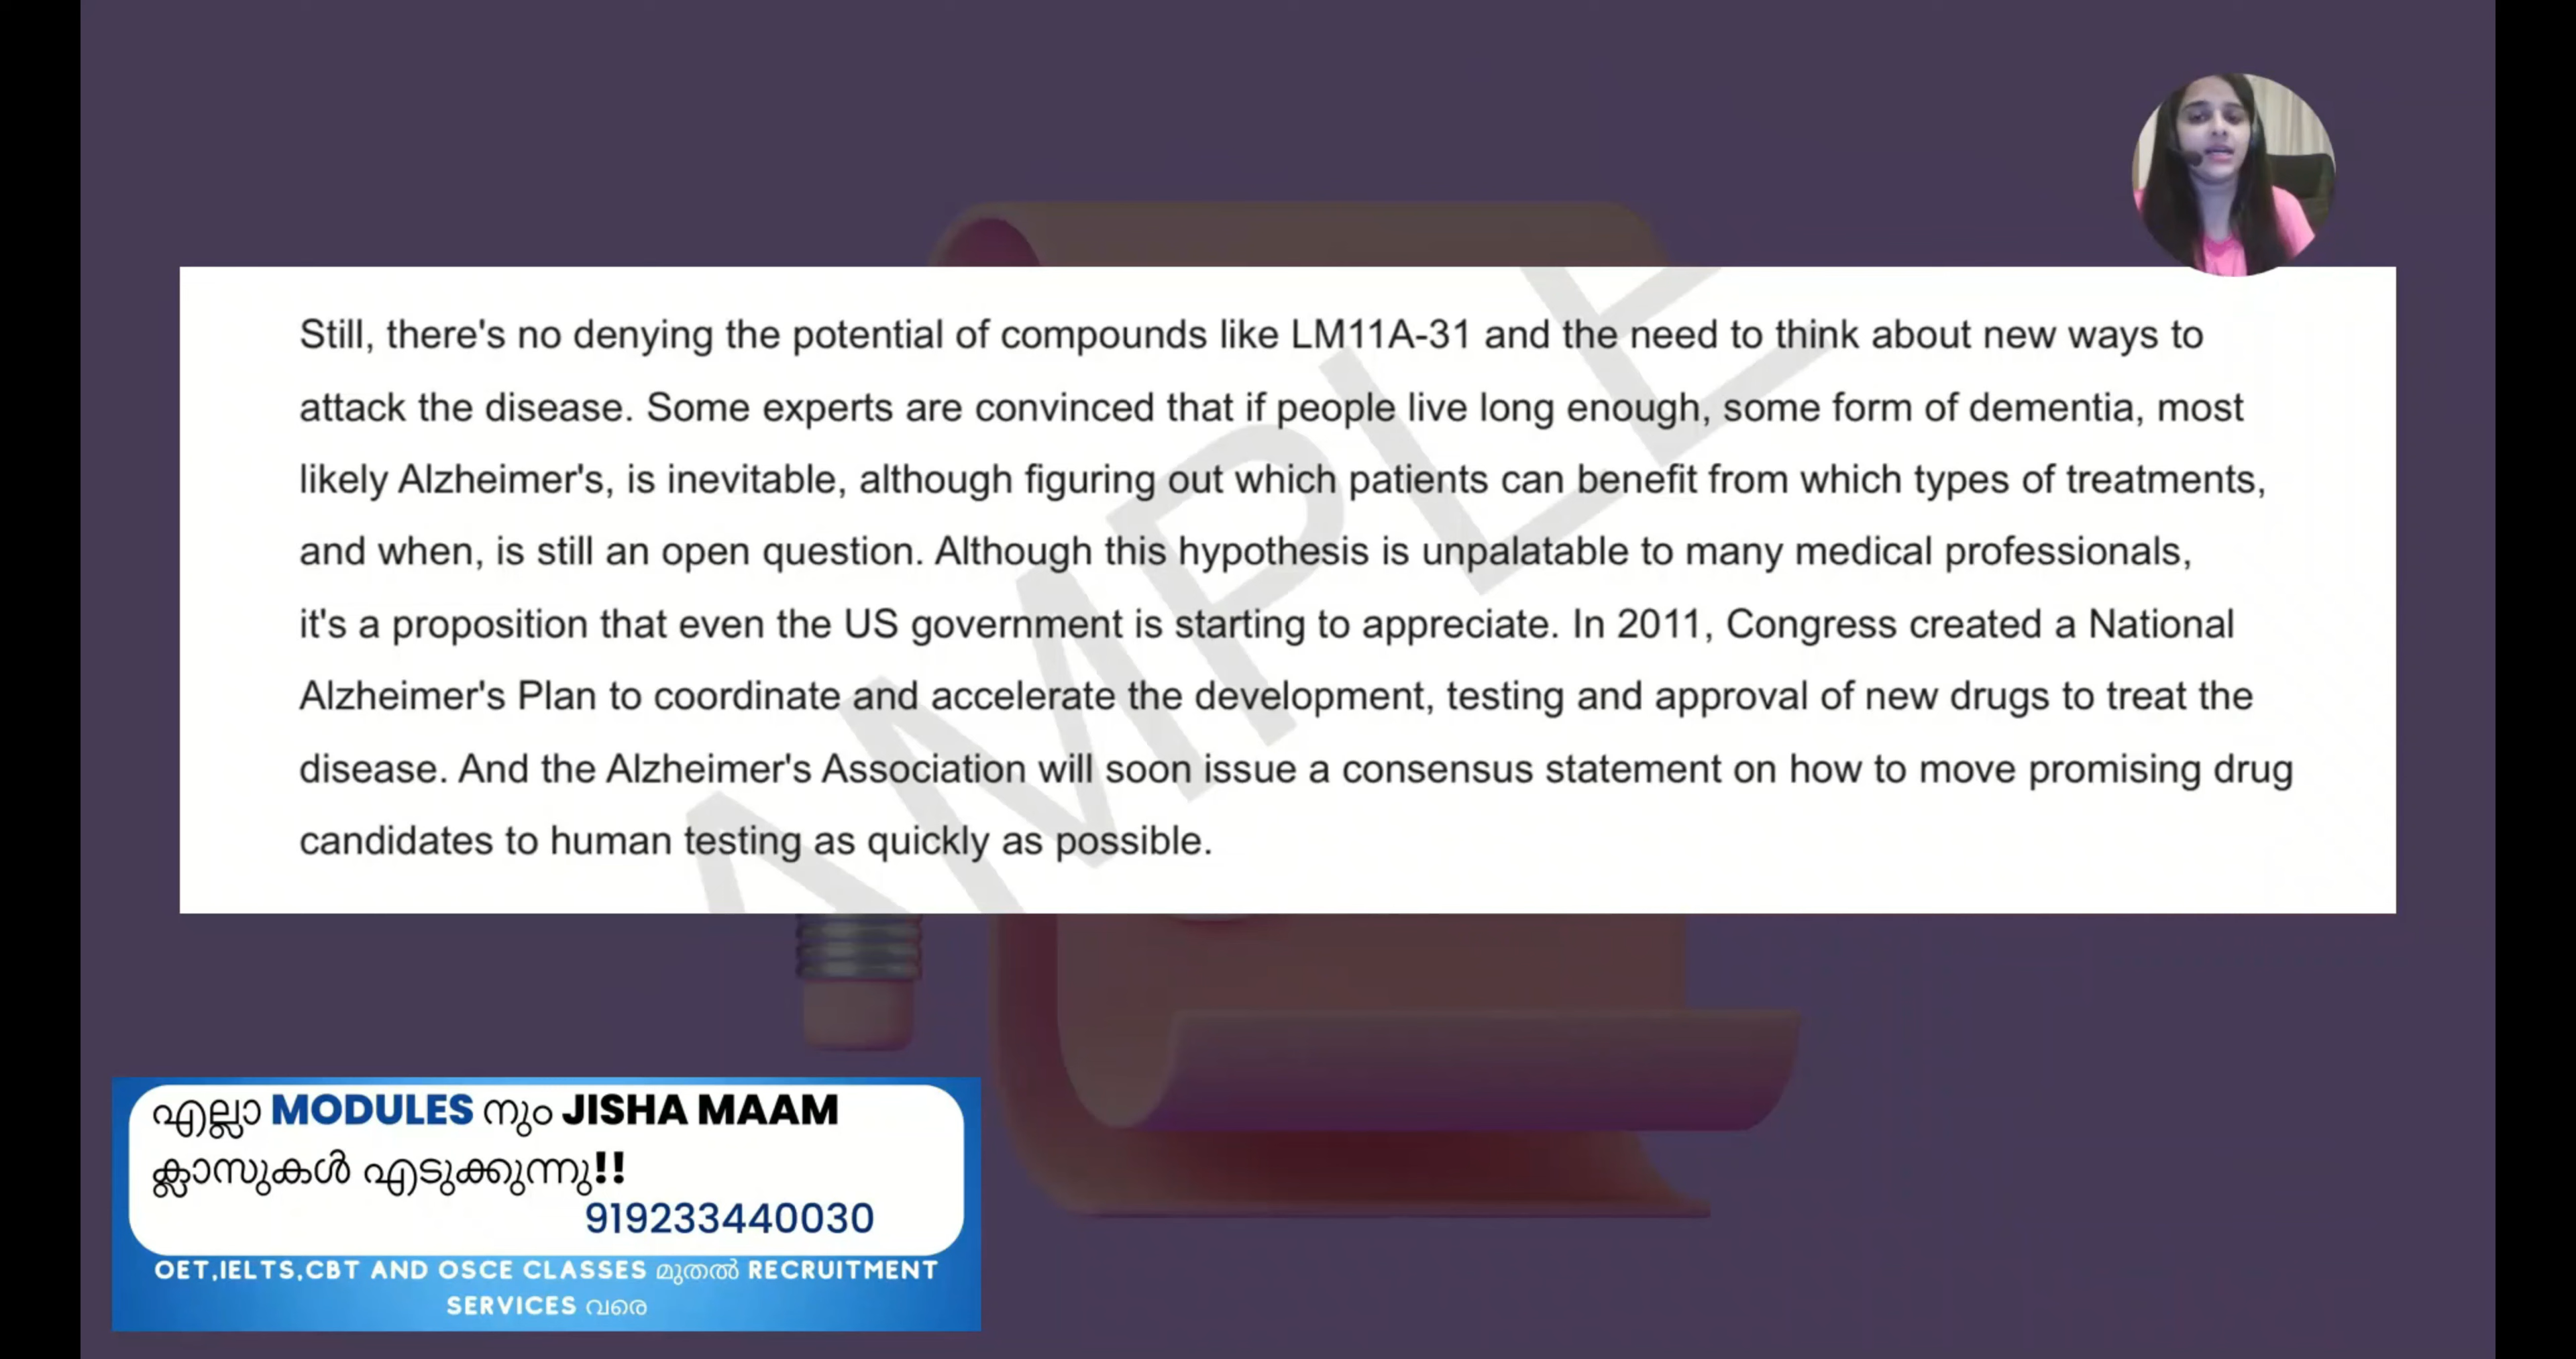 Still, there's no denying the potential of compounds like LM11A-31 and the need to think about new ways to
attack the disease. Some experts are convinced that if people live long enough, some form of dementia, most
likely Alzheimer's, is inevitable, although figuring out which patients can benefit from which types of treatments,
and when, is still an open question. Although this hypothesis is unpalatable to many medical professionals,
it's a proposition that even the US government is starting to appreciate. In 2011, Congress created a National
Alzheimer's Plan to coordinate and accelerate the development, testing and approval of new drugs to treat the
disease. And the Alzheimer's Association will soon issue a consensus statement on how to move promising drug
candidates to human testing as quickly as possible.
AMPLE
എല്ലാ MODULES നും JISHA MAAM
ക്ലാസുകൾ എടുക്കുന്നു!!
919233440030
OET,IELTS,CBT AND OSCE CLASSES മുതൽ RECRUITMENT
SERVICES വരെ